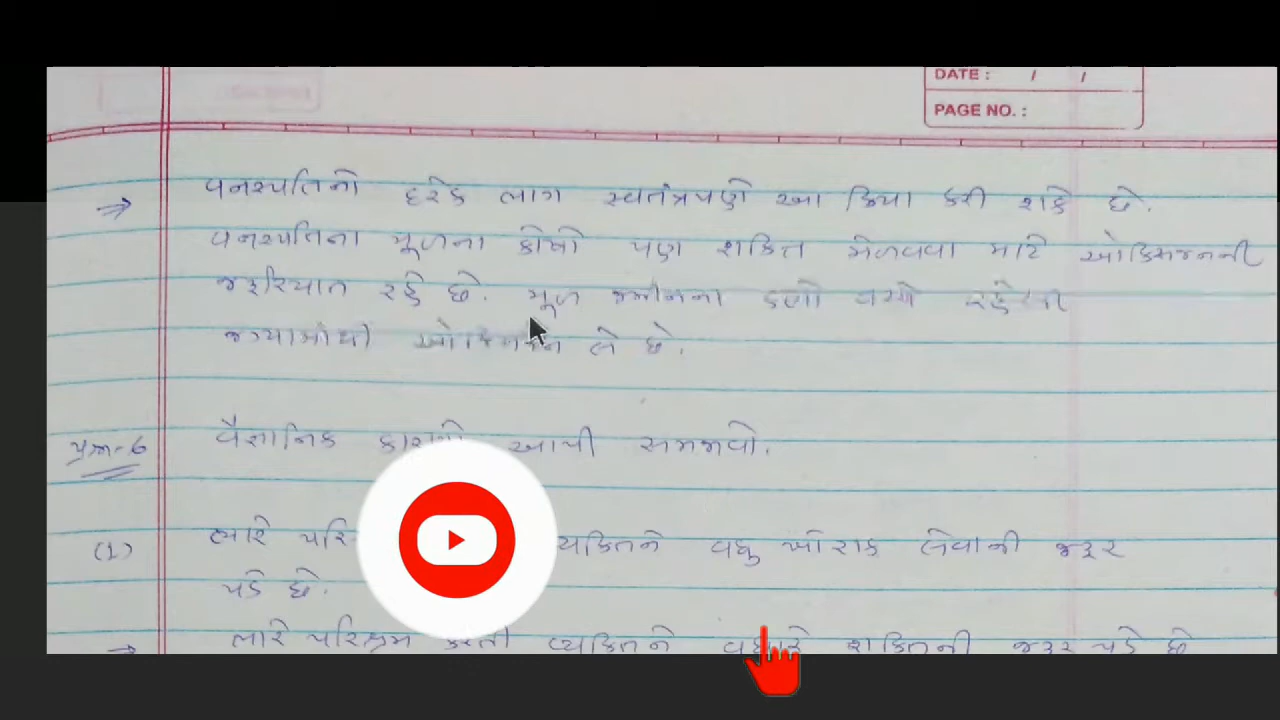 DATE : / /
PAGE NO. :
⇒ વનસ્પતિનો દરેક ભાગ સ્વતંત્રપણે આ ક્રિયા કરી શકે છે.
વનસ્પતિના મૂળના કોષો પણ શક્તિ મેળવવા માટે ઓક્સિજનની
જરૂરિયાત રહે છે. મૂળ જમીનના કણો વચ્ચે રહેલી
જગ્યામાંથી ઓક્સિજન લે છે.
પ્રશ્ન-6 વૈજ્ઞાનિક કારણો આપી સમજાવો.
(1) ભારે વ્યક્તિને વધુ ખોરાક લેવાની જરૂર
પડે છે.
→ ભારે પરિશ્રમ કરતી વ્યક્તિને વધારે શક્તિની જરૂર પડે છે